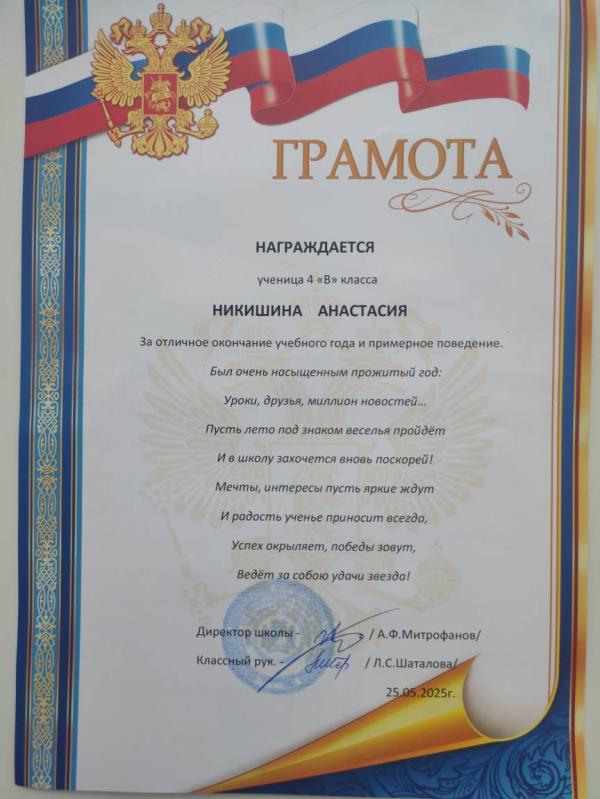 ГРАМОТА
НАГРАЖДАЕТСЯ
ученица 4 «В» класса
НИКИШИНА АНАСТАСИЯ
За отличное окончание учебного года и примерное поведение.
Был очень насыщенным прожитый год:
Уроки, друзья, миллион новостей...
Пусть лето под знаком веселья пройдёт
И в школу захочется вновь поскорей!
Мечты, интересы пусть яркие ждут
И радость ученье приносит всегда,
Успех окрыляет, победы зовут,
Ведёт за собою удачи звезда!
Директор школы - / А.Ф.Митрофанов/
Классный рук. - / Л.С.Шаталова/
25.05.2025г.